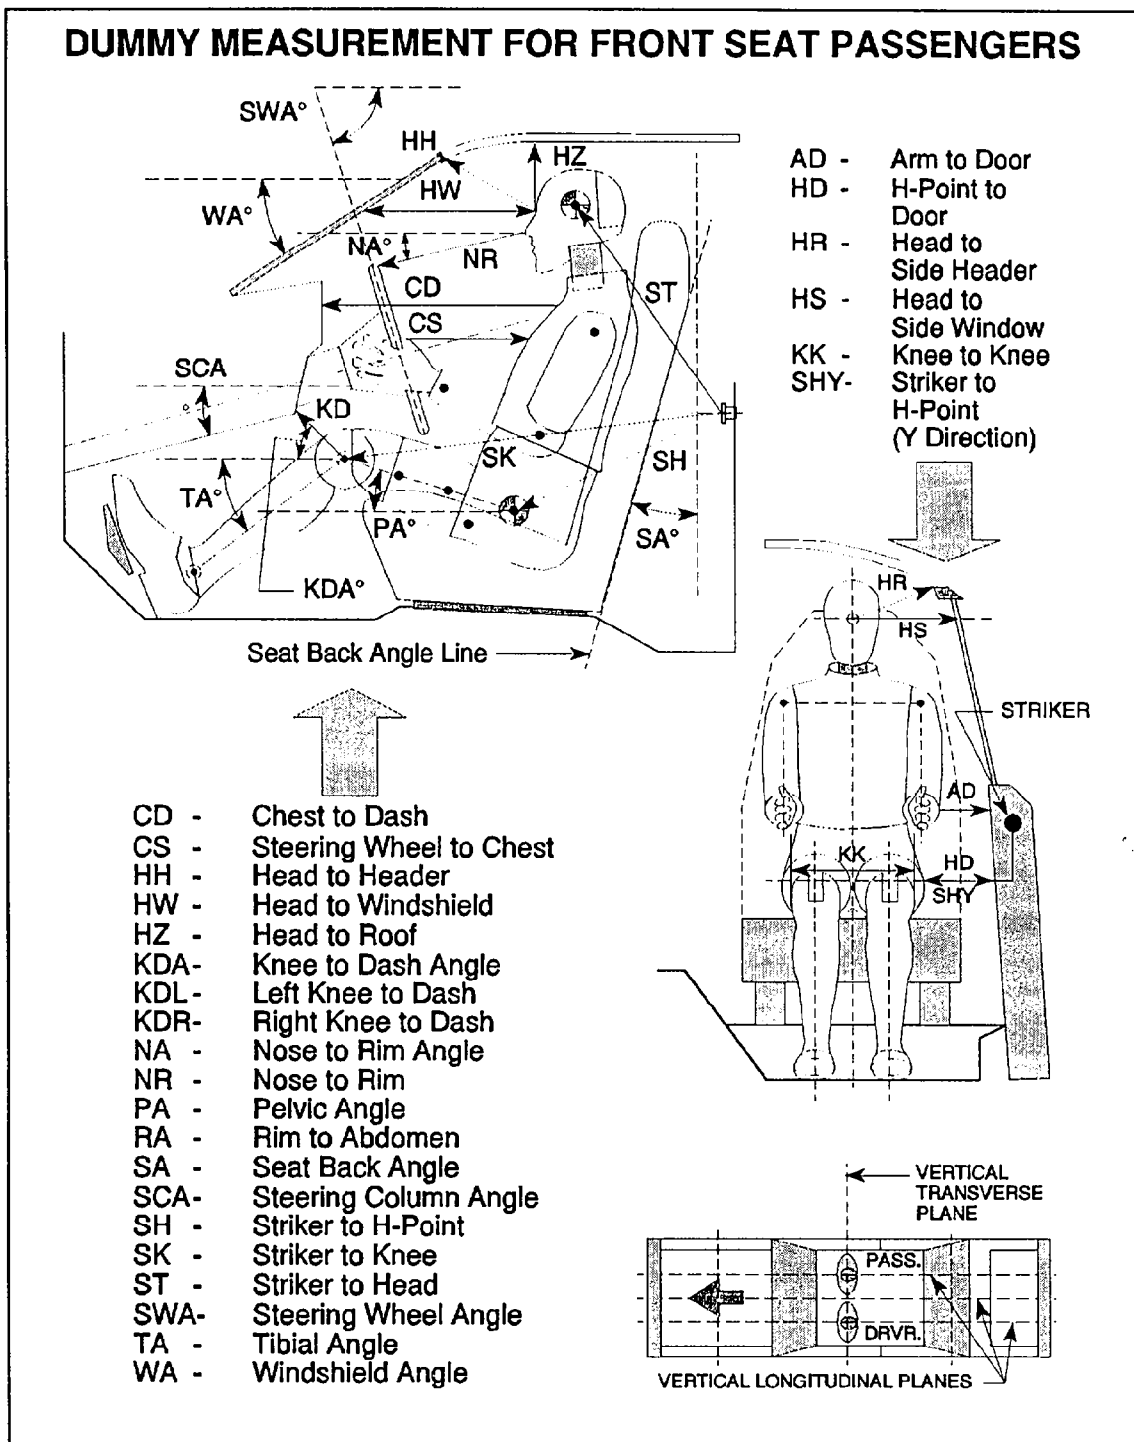 DUMMY MEASUREMENT FOR FRONT SEAT PASSENGERS
SWA°
HH
HZ
HW
WA°
NA°
NR
CD
ST
CS
SCA
°
KD
SK
SH
TA°
PA°
SA°
KDA°
Seat Back Angle Line
AD - Arm to Door
HD - H-Point to
Door
HR - Head to
Side Header
HS - Head to
Side Window
KK - Knee to Knee
SHY- Striker to
H-Point
(Y Direction)
HR
HS
STRIKER
AD
KK
HD
SHY
CD - Chest to Dash
CS - Steering Wheel to Chest
HH - Head to Header
HW - Head to Windshield
HZ - Head to Roof
KDA- Knee to Dash Angle
KDL- Left Knee to Dash
KDR- Right Knee to Dash
NA - Nose to Rim Angle
NR - Nose to Rim
PA - Pelvic Angle
RA - Rim to Abdomen
SA - Seat Back Angle
SCA- Steering Column Angle
SH - Striker to H-Point
SK - Striker to Knee
ST - Striker to Head
SWA- Steering Wheel Angle
TA - Tibial Angle
WA - Windshield Angle
VERTICAL
TRANSVERSE
PLANE
PASS.
DRVR.
VERTICAL LONGITUDINAL PLANES